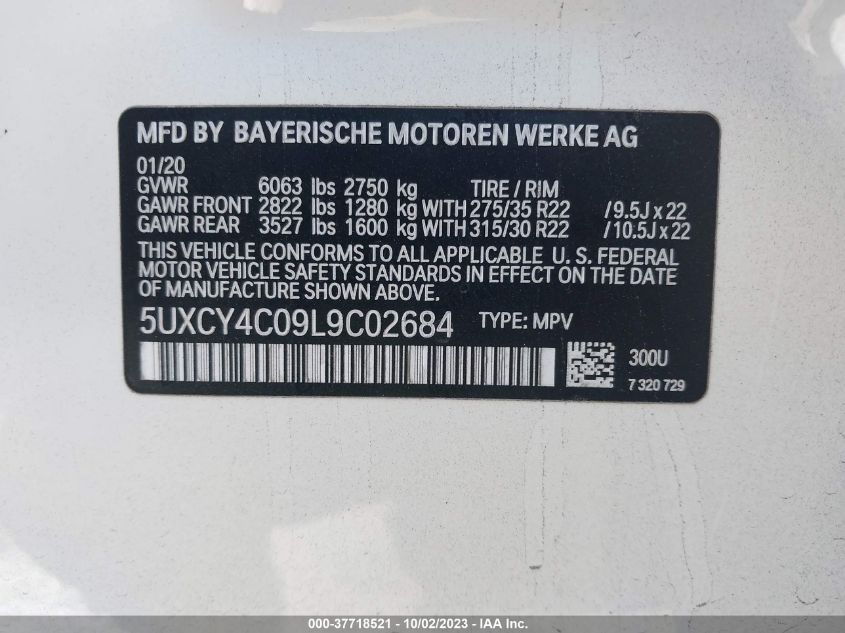 MFD BY BAYERISCHE MOTOREN WERKE AG
01/20
GVWR 6063 lbs 2750 kg TIRE / RIM
GAWR FRONT 2822 lbs 1280 kg WITH 275/35 R22 / 9.5J x 22
GAWR REAR 3527 lbs 1600 kg WITH 315/30 R22 / 10.5J x 22
THIS VEHICLE CONFORMS TO ALL APPLICABLE U. S. FEDERAL
MOTOR VEHICLE SAFETY STANDARDS IN EFFECT ON THE DATE
OF MANUFACTURE SHOWN ABOVE.
5UXCY4C09L9C02684 TYPE: MPV
300U
7 320 729
000-37718521 - 10/02/2023 - IAA Inc.